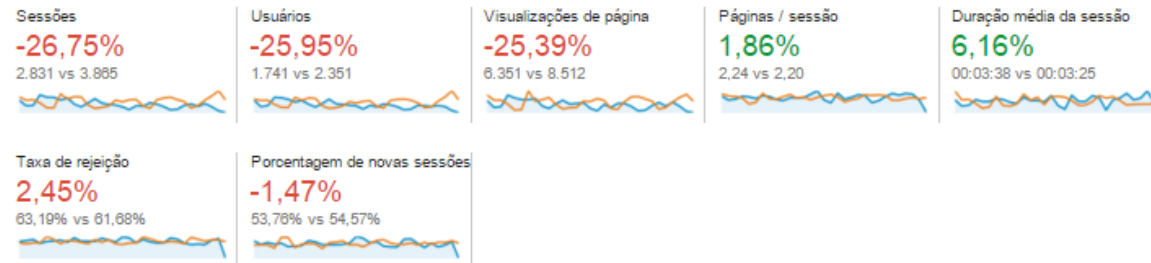 Sessões
-26,75%
2.831 vs 3.865
Usuários
-25,95%
1.741 vs 2.351
Visualizações de página
-25,39%
6.351 vs 8.512
Páginas / sessão
1,86%
2,24 vs 2,20
Duração média da sessão
6,16%
00:03:38 vs 00:03:25
Taxa de rejeição
2,45%
63,19% vs 61,68%
Porcentagem de novas sessões
-1,47%
53,76% vs 54,57%